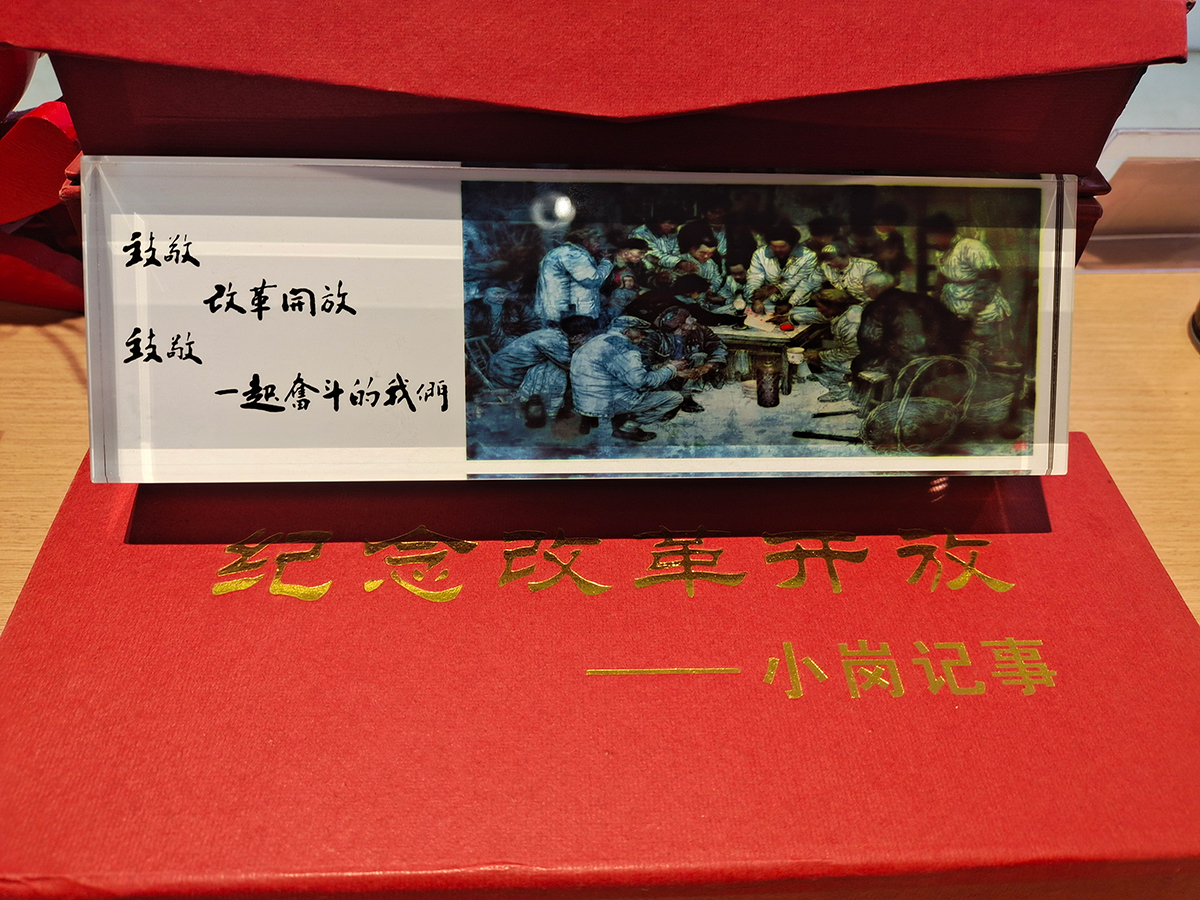 致敬
改革開放
致敬
一起奮斗的我們
纪念改革开放
——小岗记事